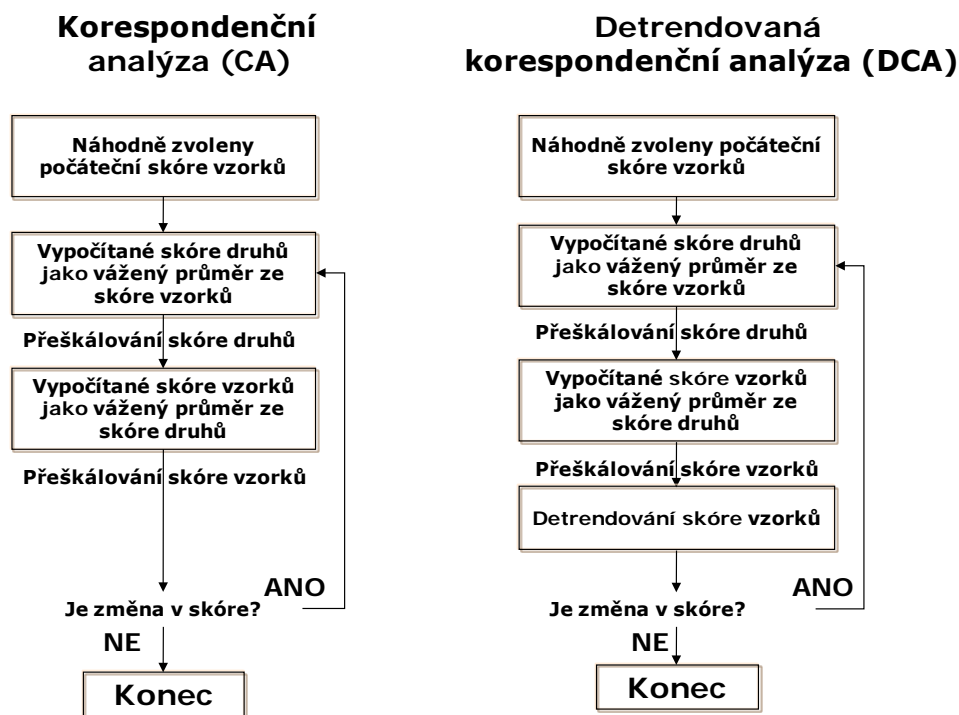 Korespondenční
analýza (CA)
Náhodně zvoleny
počáteční skóre vzorků
Vypočítané skóre druhů
jako vážený průměr ze
skóre vzorků
Přeškálování skóre druhů
Vypočítané skóre vzorků
jako vážený průměr ze
skóre druhů
Přeškálování skóre vzorků
ANO
Je změna v skóre?
NE
Konec
Detrendovaná
korespondenční analýza (DCA)
Náhodně zvoleny počáteční
skóre vzorků
Vypočítané skóre druhů
jako vážený průměr ze
skóre vzorků
Přeškálování skóre druhů
Vypočítané skóre vzorků
jako vážený průměr ze
skóre druhů
Přeškálování skóre vzorků
Detrendování skóre vzorků
ANO
Je změna v skóre?
NE
Konec